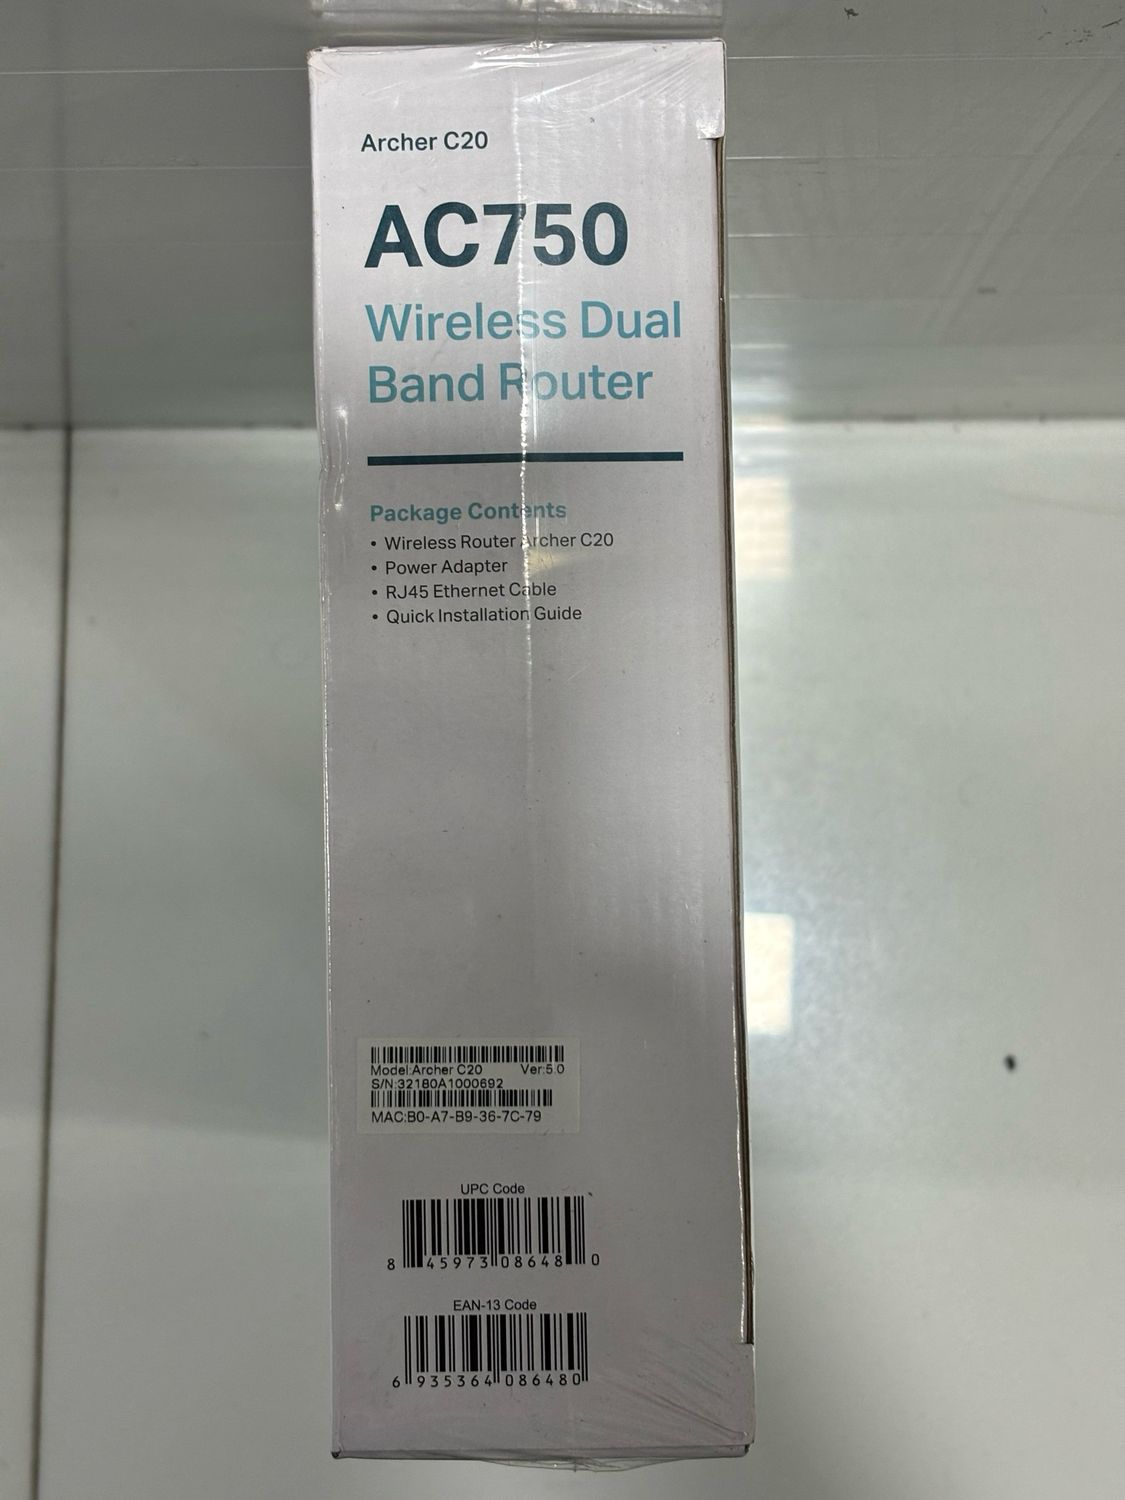 Archer C20
AC750
Wireless Dual
Band Router
Package Contents
• Wireless Router Archer C20
• Power Adapter
• RJ45 Ethernet Cable
• Quick Installation Guide
Model:Archer C20 Ver:5.0
S/N:32180A1000692
MAC:B0-A7-B9-36-7C-79
UPC Code
8 45973 08648 0
EAN-13 Code
6 935364 086480